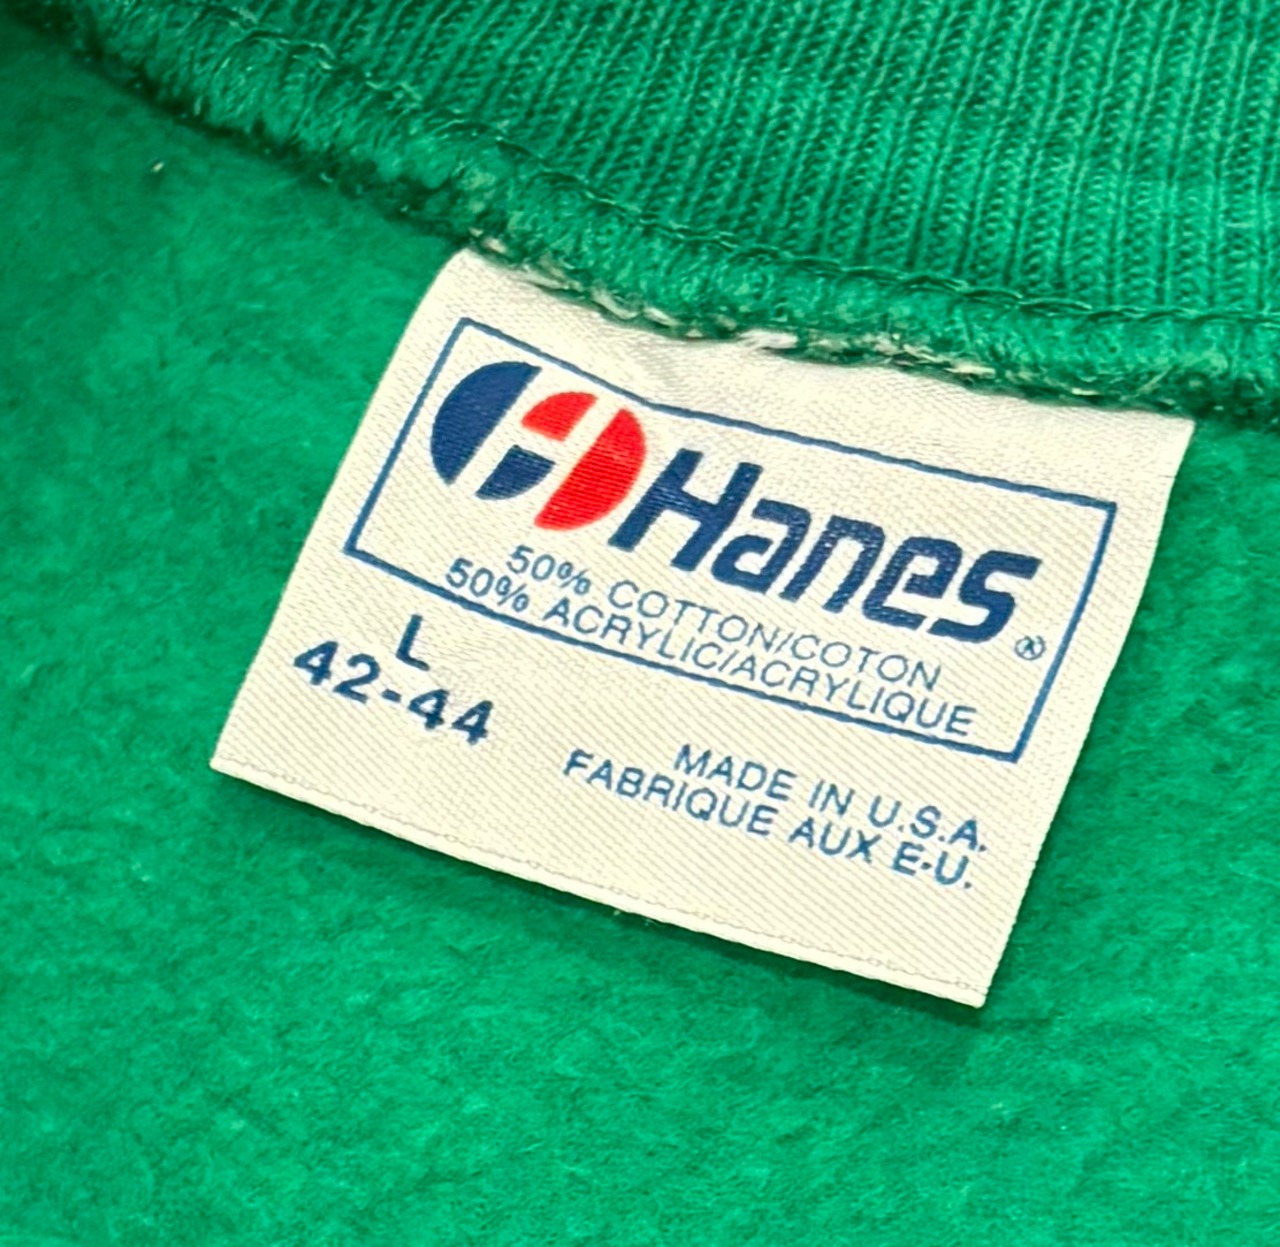 Hanes®
50% COTTON/COTON
50% ACRYLIC/ACRYLIQUE
L
42-44
MADE IN U.S.A.
FABRIQUE AUX E-U.